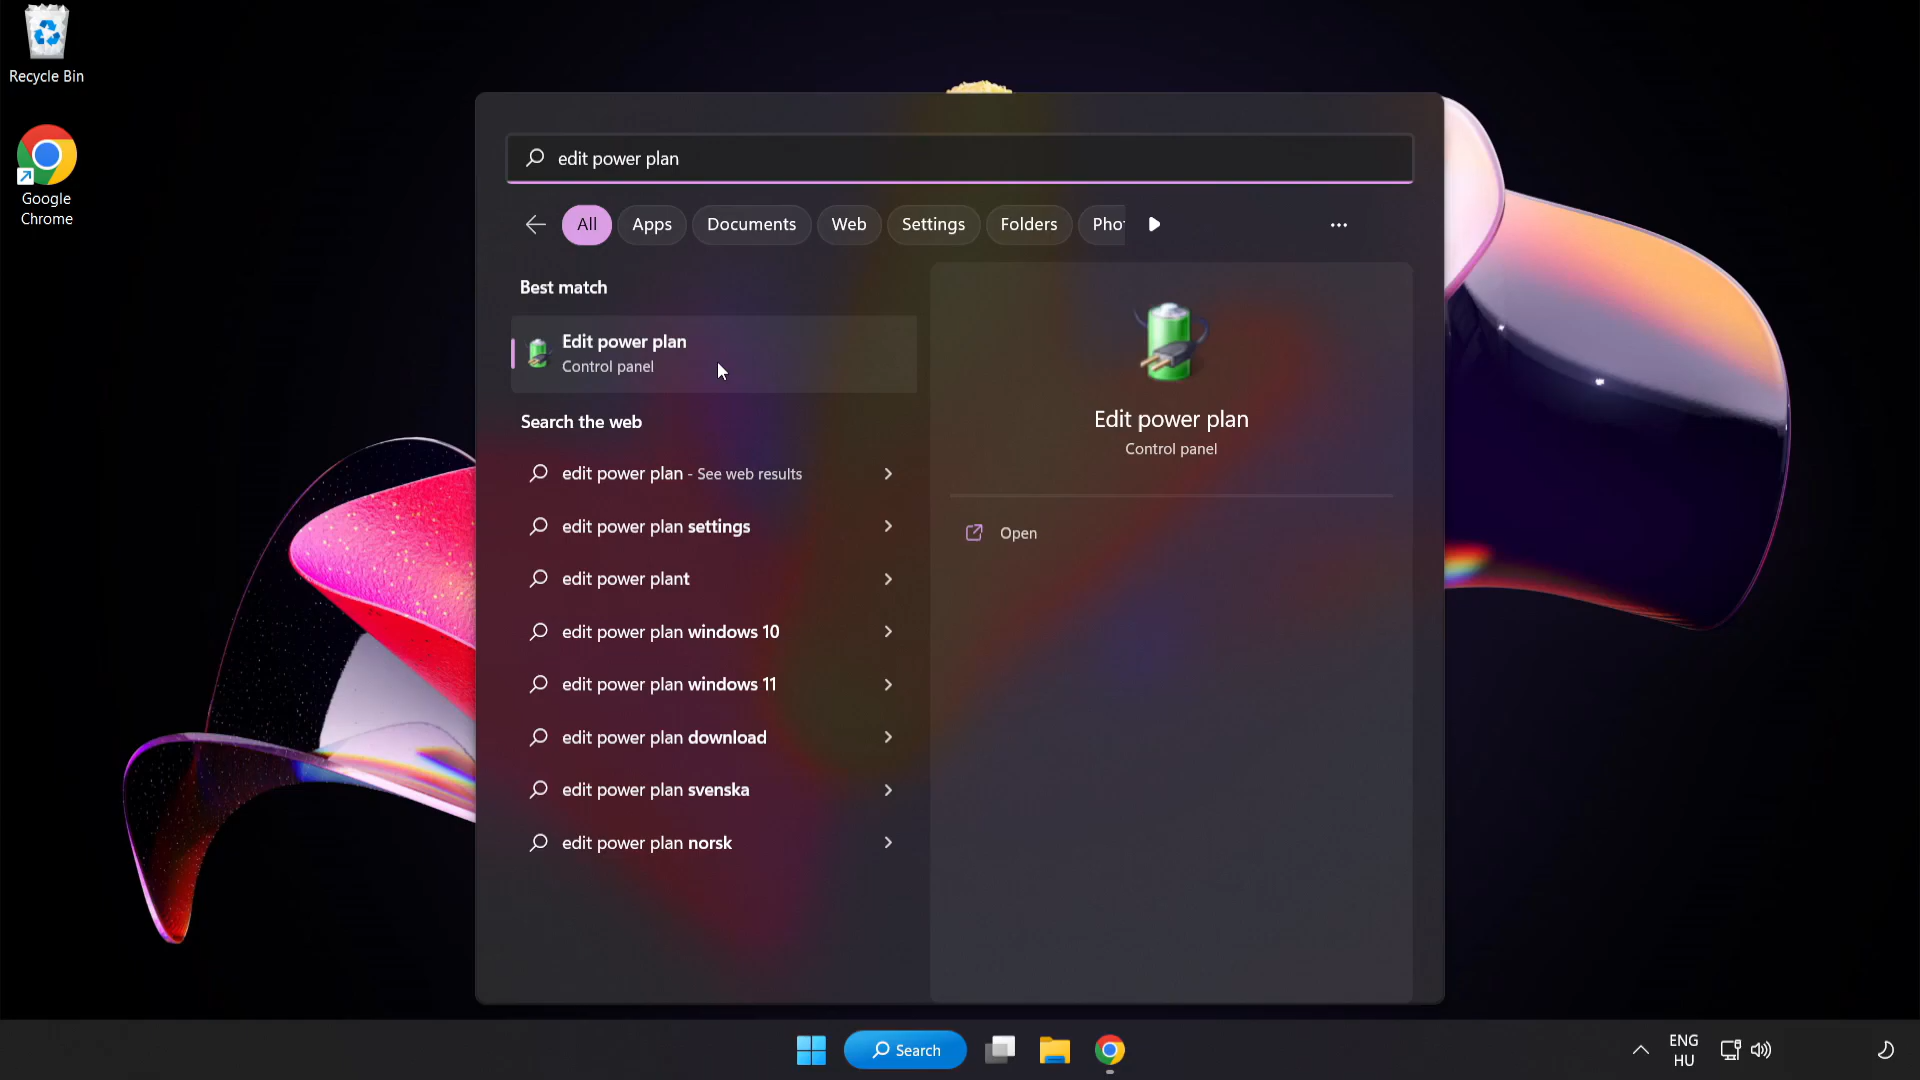 Recycle Bin
Google
Chrome
edit power plan
All
Apps
Documents
Web
Settings
Folders
Pho
Best match
Edit power plan
Control panel
Search the web
edit power plan - See web results
edit power plan settings
edit power plant
edit power plan windows 10
edit power plan windows 11
edit power plan download
edit power plan svenska
edit power plan norsk
Edit power plan
Control panel
Open
Search
ENG
HU